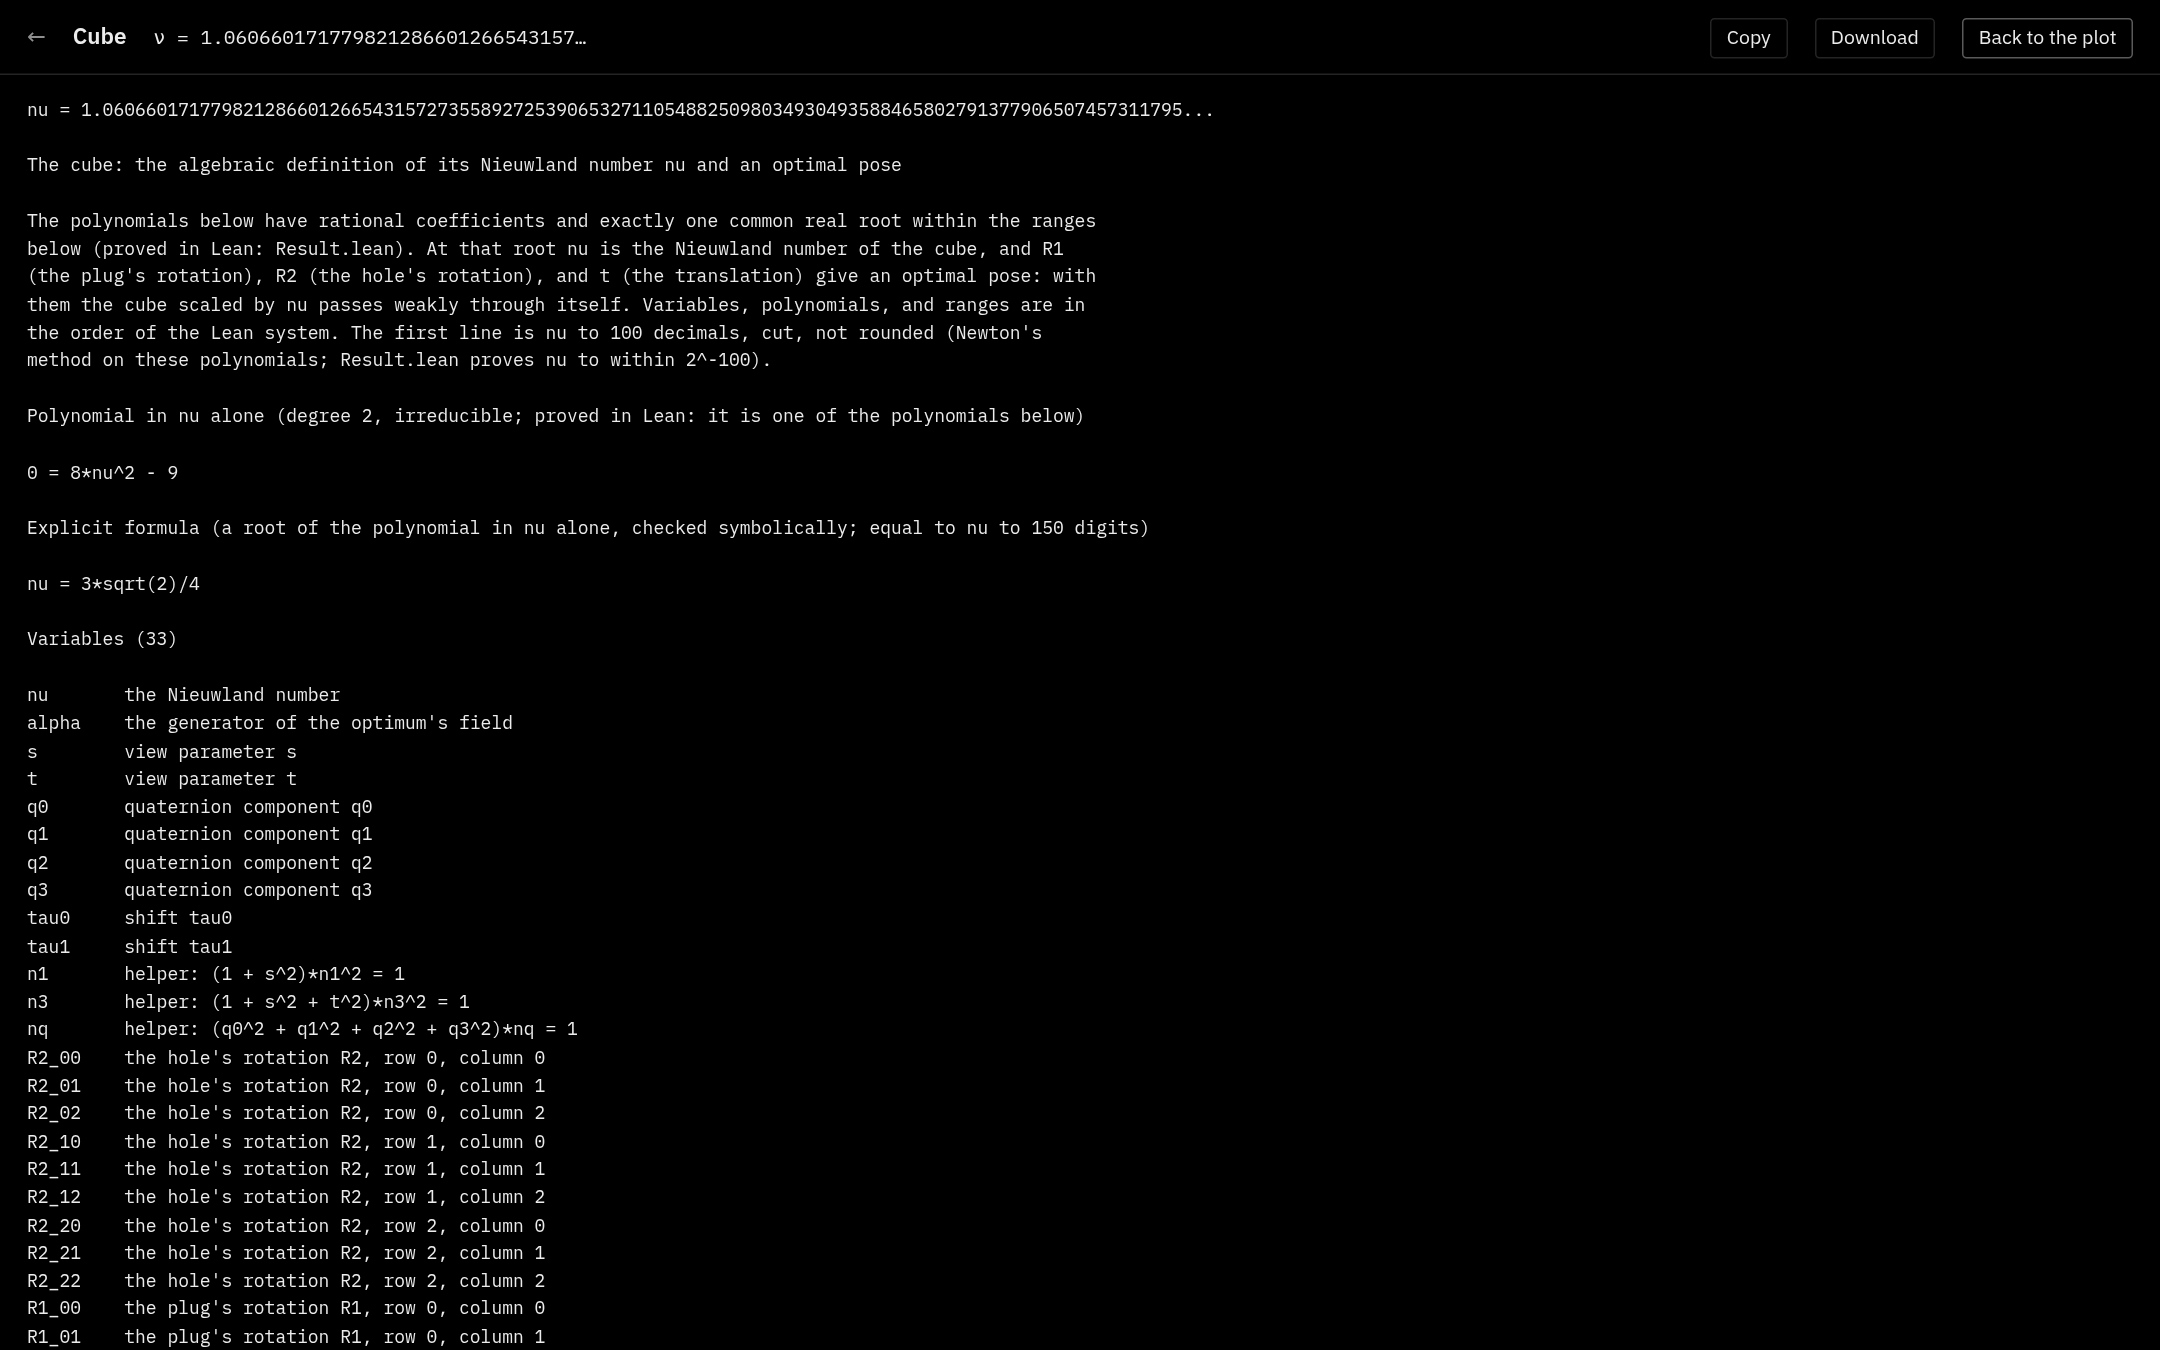 ← Cube ν = 1.060660171779821286601266543157… Copy Download Back to the plot
nu = 1.0606601717798212866012665431572735589272539065327110548825098034930493588465802791377906507457311795...
The cube: the algebraic definition of its Nieuwland number nu and an optimal pose
The polynomials below have rational coefficients and exactly one common real root within the ranges
below (proved in Lean: Result.lean). At that root nu is the Nieuwland number of the cube, and R1
(the plug's rotation), R2 (the hole's rotation), and t (the translation) give an optimal pose: with
them the cube scaled by nu passes weakly through itself. Variables, polynomials, and ranges are in
the order of the Lean system. The first line is nu to 100 decimals, cut, not rounded (Newton's
method on these polynomials; Result.lean proves nu to within 2^-100).
Polynomial in nu alone (degree 2, irreducible; proved in Lean: it is one of the polynomials below)
0 = 8*nu^2 - 9
Explicit formula (a root of the polynomial in nu alone, checked symbolically; equal to nu to 150 digits)
nu = 3*sqrt(2)/4
Variables (33)
nu the Nieuwland number
alpha the generator of the optimum's field
s view parameter s
t view parameter t
q0 quaternion component q0
q1 quaternion component q1
q2 quaternion component q2
q3 quaternion component q3
tau0 shift tau0
tau1 shift tau1
n1 helper: (1 + s^2)*n1^2 = 1
n3 helper: (1 + s^2 + t^2)*n3^2 = 1
nq helper: (q0^2 + q1^2 + q2^2 + q3^2)*nq = 1
R2_00 the hole's rotation R2, row 0, column 0
R2_01 the hole's rotation R2, row 0, column 1
R2_02 the hole's rotation R2, row 0, column 2
R2_10 the hole's rotation R2, row 1, column 0
R2_11 the hole's rotation R2, row 1, column 1
R2_12 the hole's rotation R2, row 1, column 2
R2_20 the hole's rotation R2, row 2, column 0
R2_21 the hole's rotation R2, row 2, column 1
R2_22 the hole's rotation R2, row 2, column 2
R1_00 the plug's rotation R1, row 0, column 0
R1_01 the plug's rotation R1, row 0, column 1